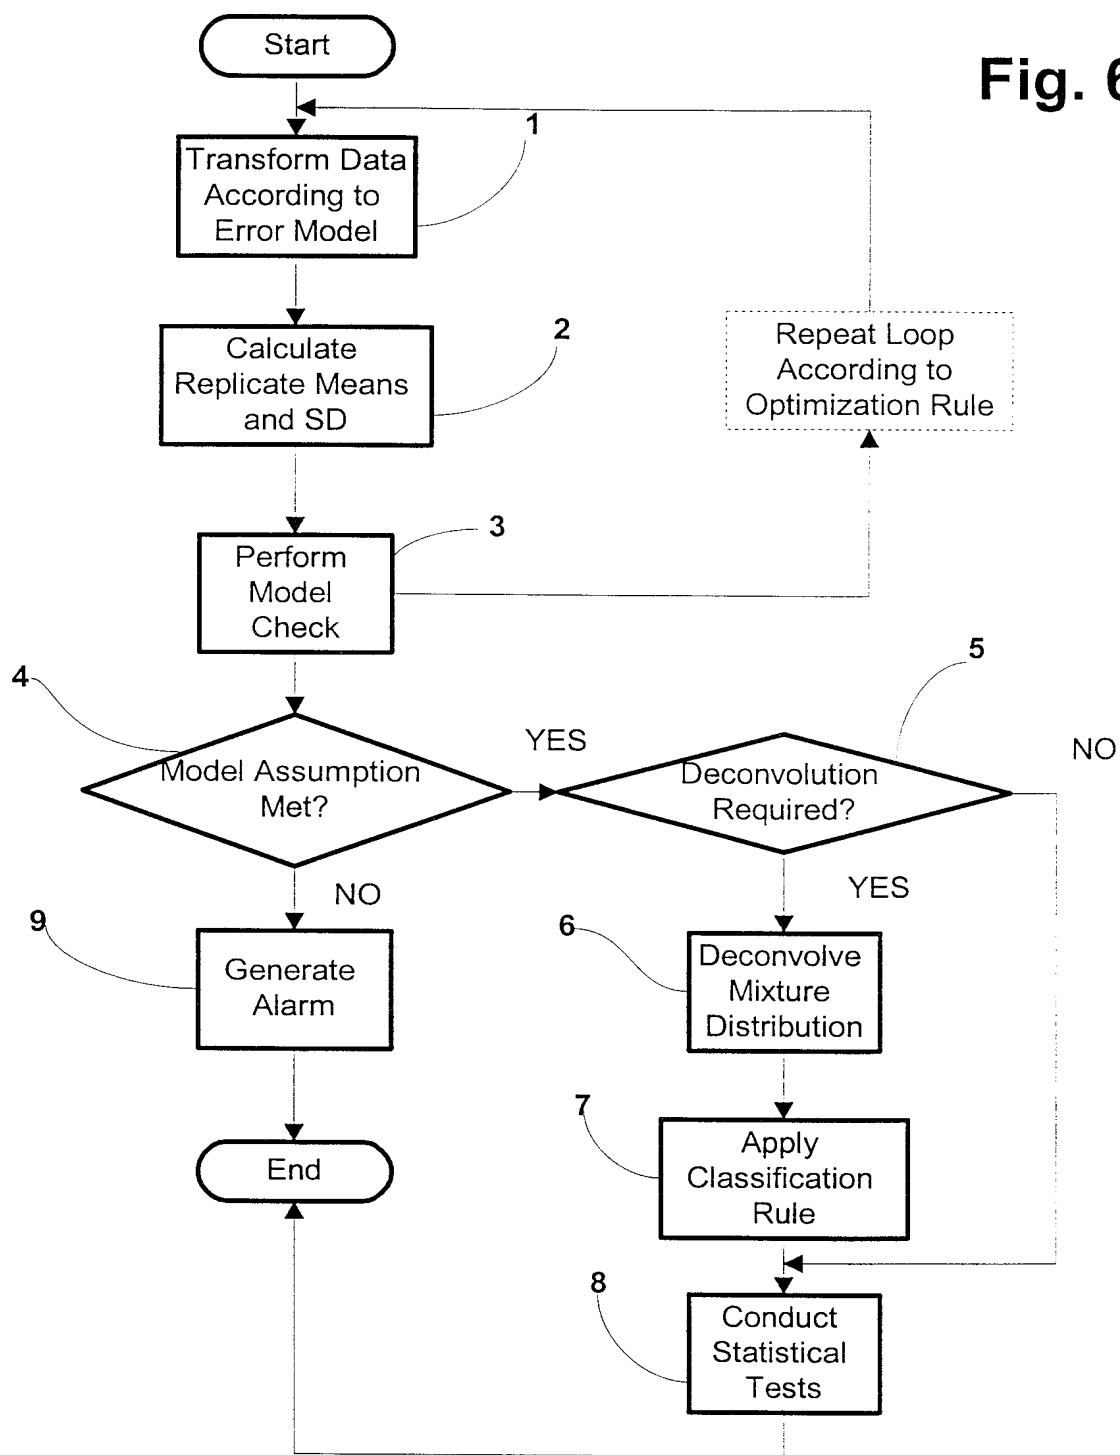 Start
Fig. 6
1
Transform Data
According to
Error Model
2
Calculate
Replicate Means
and SD
Repeat Loop
According to
Optimization Rule
3
Perform
Model
Check
4
Model Assumption
Met?
YES
5
Deconvolution
Required?
NO
NO
YES
9
Generate
Alarm
6
Deconvolve
Mixture
Distribution
End
7
Apply
Classification
Rule
8
Conduct
Statistical
Tests